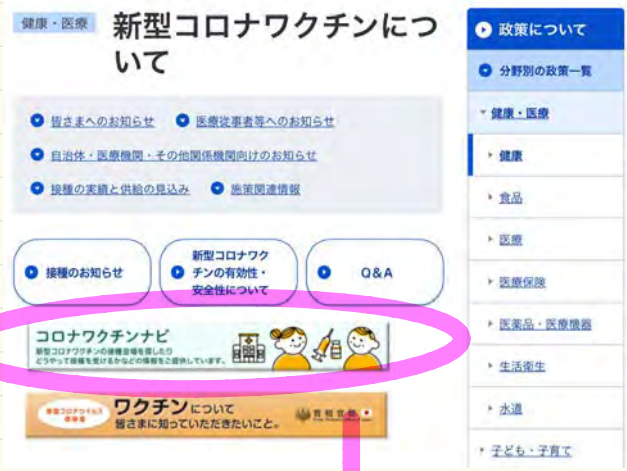 健康・医療
新型コロナワクチンにつ
いて
皆さまへのお知らせ
医療従事者等へのお知らせ
自治体・医療機関・その他関係機関向けのお知らせ
接種の実績と供給の見込み
施策関連情報
接種のお知らせ
新型コロナワク
チンの有効性・
安全性について
Q&A
コロナワクチンナビ
新型コロナワクチンの接種会場を探したり
どうやって接種を受けるかなどの情報をご提供しています。
新型コロナウイルス
感染症
ワクチンについて
皆さまに知っていただきたいこと。
首相官邸
政策について
分野別の政策一覧
健康・医療
健康
食品
医療
医療保険
医薬品・医療機器
生活衛生
水道
子ども・子育て